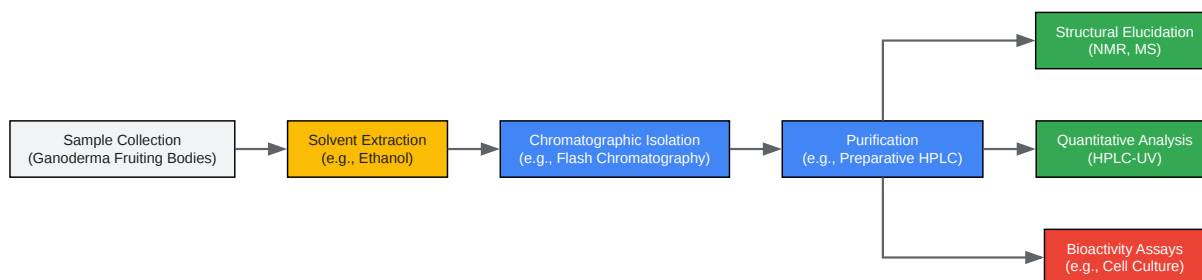 Structural Elucidation
(NMR, MS)
Sample Collection
(Ganoderma Fruiting Bodies)
Solvent Extraction
(e.g., Ethanol)
Chromatographic Isolation
(e.g., Flash Chromatography)
Purification
(e.g., Preparative HPLC)
Quantitative Analysis
(HPLC-UV)
Bioactivity Assays
(e.g., Cell Culture)